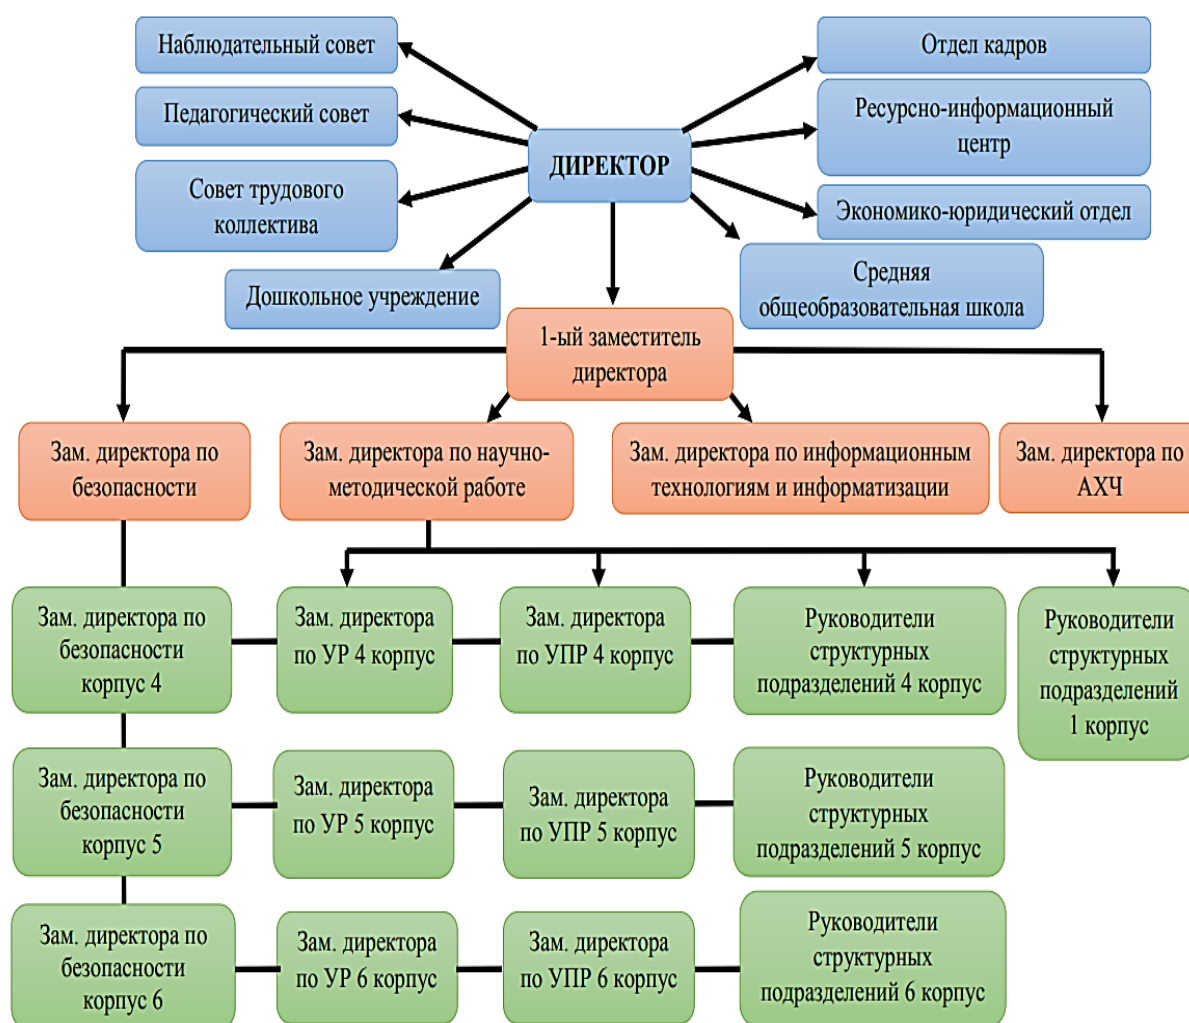 Наблюдательный совет
Отдел кадров
Педагогический совет
Ресурсно-информационный
центр
ДИРЕКТОР
Совет трудового
коллектива
Экономико-юридический отдел
Дошкольное учреждение
Средняя
общеобразовательная школа
1-ый заместитель
директора
Зам. директора по
безопасности
Зам. директора по научно-
методической работе
Зам. директора по информационным
технологиям и информатизации
Зам. директора по
АХЧ
Зам. директора по
безопасности
корпус 4
Зам. директора
по УР 4 корпус
Зам. директора
по УПР 4 корпус
Руководители
структурных
подразделений 4 корпус
Руководители
структурных
подразделений
1 корпус
Зам. директора по
безопасности
корпус 5
Зам. директора
по УР 5 корпус
Зам. директора
по УПР 5 корпус
Руководители
структурных
подразделений 5 корпус
Зам. директора по
безопасности
корпус 6
Зам. директора
по УР 6 корпус
Зам. директора
по УПР 6 корпус
Руководители
структурных
подразделений 6 корпус